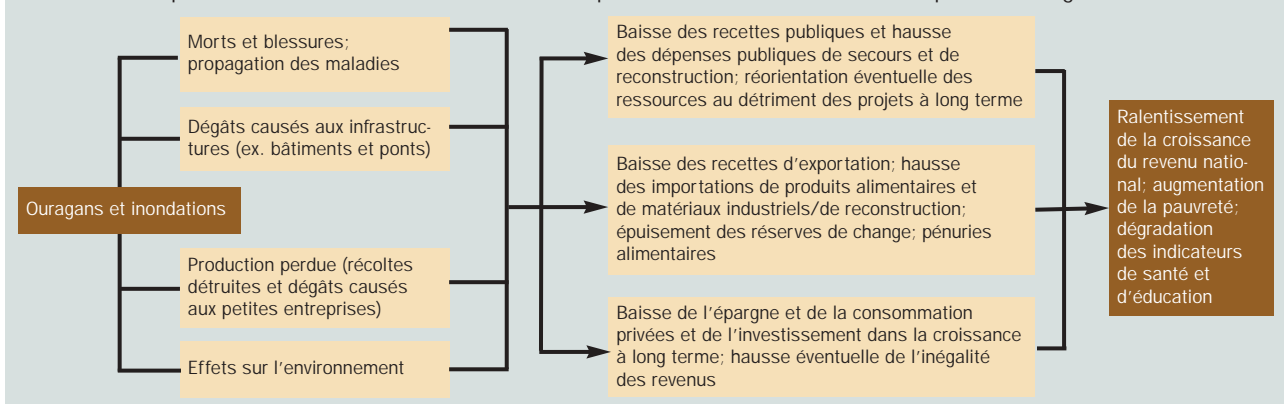 Ouragans et inondations
Morts et blessures;
propagation des maladies
Dégâts causés aux infrastruc-
tures (ex. bâtiments et ponts)
Production perdue (récoltes
détruites et dégâts causés
aux petites entreprises)
Effets sur l'environnement
Baisse des recettes publiques et hausse
des dépenses publiques de secours et de
reconstruction; réorientation éventuelle des
ressources au détriment des projets à long terme
Baisse des recettes d'exportation; hausse
des importations de produits alimentaires et
de matériaux industriels/de reconstruction;
épuisement des réserves de change; pénuries
alimentaires
Baisse de l'épargne et de la consommation
privées et de l'investissement dans la croissance
à long terme; hausse éventuelle de l'inégalité
des revenus
Ralentissement
de la croissance
du revenu natio-
nal; augmentation
de la pauvreté;
dégradation
des indicateurs
de santé et
d'éducation